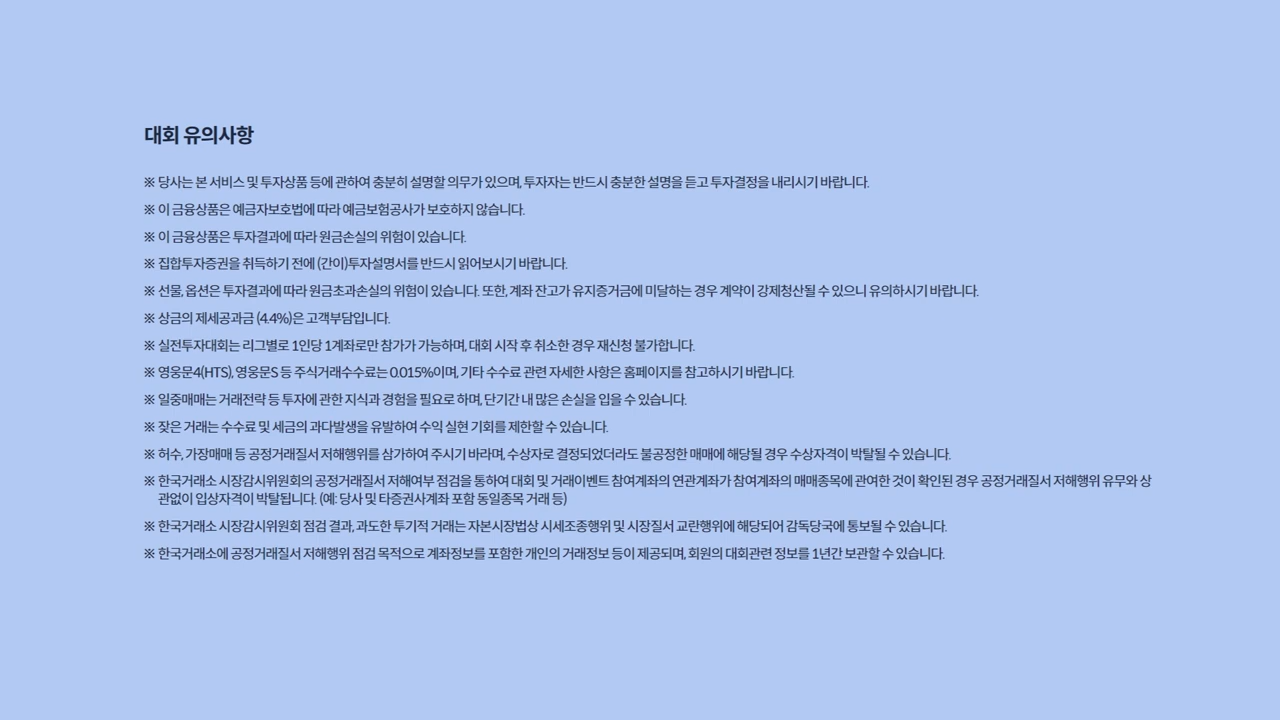 대회 유의사항
※ 당사는 본 서비스 및 투자상품 등에 관하여 충분히 설명할 의무가 있으며, 투자자는 반드시 충분한 설명을 듣고 투자결정을 내리시기 바랍니다.
※ 이 금융상품은 예금자보호법에 따라 예금보험공사가 보호하지 않습니다.
※ 이 금융상품은 투자결과에 따라 원금손실의 위험이 있습니다.
※ 집합투자증권을 취득하기 전에 (간이)투자설명서를 반드시 읽어보시기 바랍니다.
※ 선물, 옵션은 투자결과에 따라 원금초과손실의 위험이 있습니다. 또한, 계좌 잔고가 유지증거금에 미달하는 경우 계약이 강제청산될 수 있으니 유의하시기 바랍니다.
※ 상금의 제세공과금 (4.4%)은 고객부담입니다.
※ 실전투자대회는 리그별로 1인당 1계좌로만 참가가 가능하며, 대회 시작 후 취소한 경우 재신청 불가합니다.
※ 영웅문4(HTS), 영웅문S 등 주식거래수수료는 0.015%이며, 기타 수수료 관련 자세한 사항은 홈페이지를 참고하시기 바랍니다.
※ 일중매매는 거래전략 등 투자에 관한 지식과 경험을 필요로 하며, 단기간 내 많은 손실을 입을 수 있습니다.
※ 잦은 거래는 수수료 및 세금의 과다발생을 유발하여 수익 실현 기회를 제한할 수 있습니다.
※ 허수, 가장매매 등 공정거래질서 저해행위를 삼가하여 주시기 바라며, 수상자로 결정되었더라도 불공정한 매매에 해당될 경우 수상자격이 박탈될 수 있습니다.
※ 한국거래소 시장감시위원회의 공정거래질서 저해여부 점검을 통하여 대회 및 거래이벤트 참여계좌의 연관계좌가 참여계좌의 매매종목에 관여한 것이 확인된 경우 공정거래질서 저해행위 유무와 상
관없이 입상자격이 박탈됩니다. (예: 당사 및 타증권사계좌 포함 동일종목 거래 등)
※ 한국거래소 시장감시위원회 점검 결과, 과도한 투기적 거래는 자본시장법상 시세조종행위 및 시장질서 교란행위에 해당되어 감독당국에 통보될 수 있습니다.
※ 한국거래소에 공정거래질서 저해행위 점검 목적으로 계좌정보를 포함한 개인의 거래정보 등이 제공되며, 회원의 대회관련 정보를 1년간 보관할 수 있습니다.